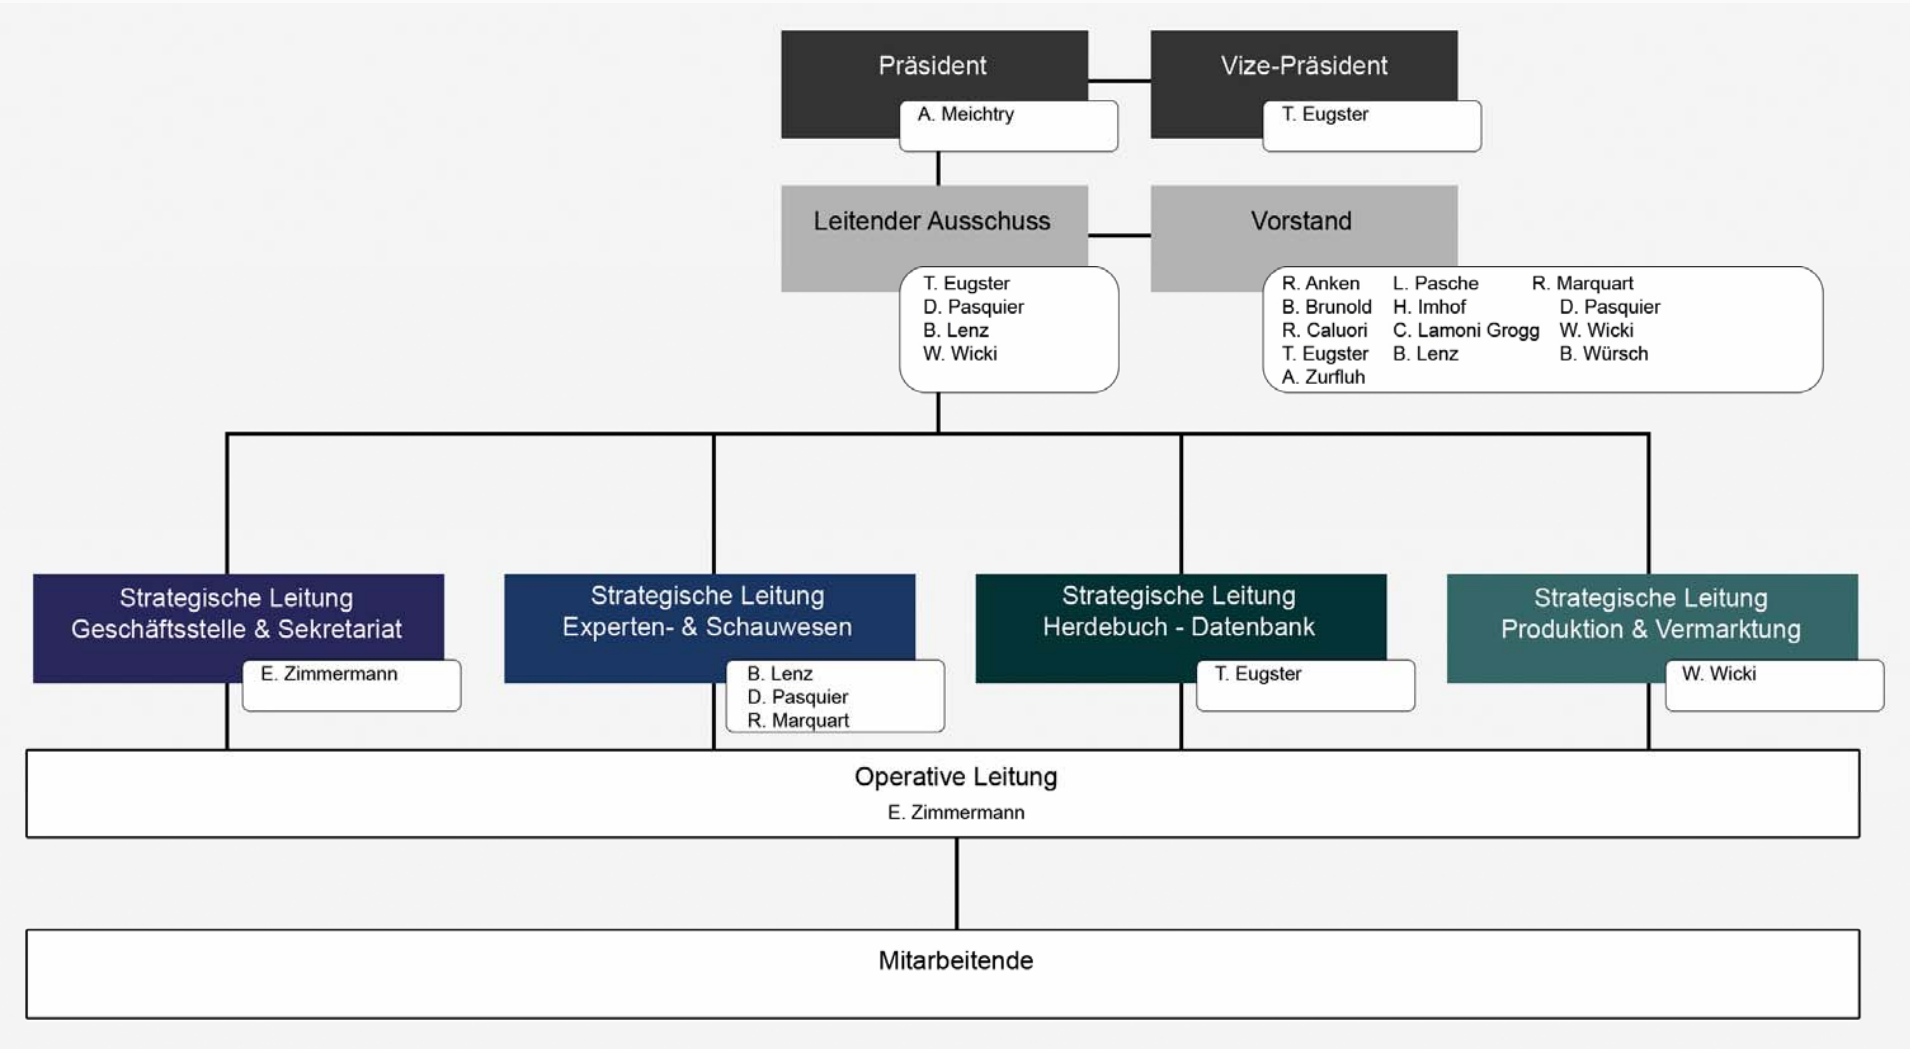 Präsident
A. Meichtry
Vize-Präsident
T. Eugster
Leitender Ausschuss
T. Eugster
D. Pasquier
B. Lenz
W. Wicki
Vorstand
R. Anken L. Pasche R. Marquart
B. Brunold H. Imhof D. Pasquier
R. Caluori C. Lamoni Grogg W. Wicki
T. Eugster B. Lenz B. Würsch
A. Zurfluh
Strategische Leitung
Geschäftsstelle & Sekretariat
E. Zimmermann
Strategische Leitung
Experten- & Schauwesen
B. Lenz
D. Pasquier
R. Marquart
Strategische Leitung
Herdebuch - Datenbank
T. Eugster
Strategische Leitung
Produktion & Vermarktung
W. Wicki
Operative Leitung
E. Zimmermann
Mitarbeitende